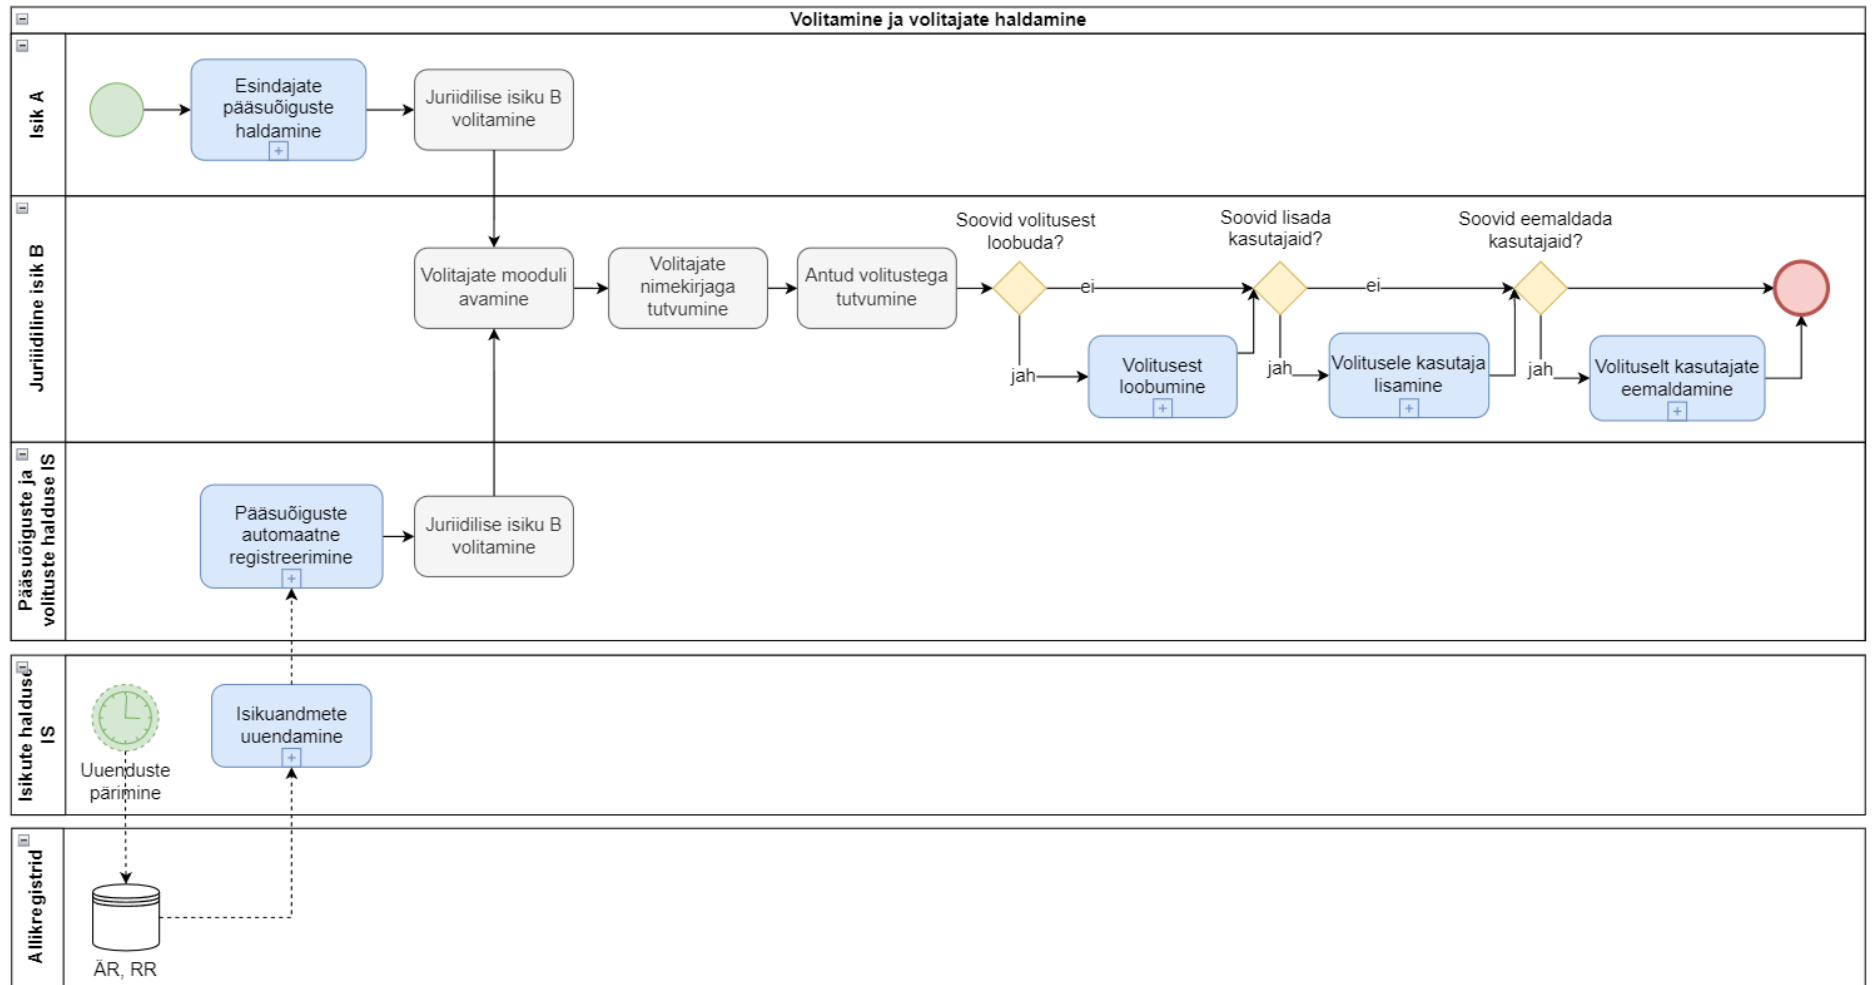 Volitamine ja volitajate haldamine
Isik A
Esindajate
pääsuõiguste
haldamine
Juriidilise isiku B
volitamine
Juriiidiline isik B
Volitajate mooduli
avamine
Volitajate
nimekirjaga
tutvumine
Antud volitustega
tutvumine
Soovid volitusest
loobuda?
ei
jah
Volitusest
loobumine
Soovid lisada
kasutajaid?
ei
jah
Volitusele kasutaja
lisamine
Soovid eemaldada
kasutajaid?
jah
Volituselt kasutajate
eemaldamine
Pääsuõiguste ja
volituste halduse IS
Pääsuõiguste
automaatne
registreerimine
Juriidilise isiku B
volitamine
Isikute halduse
IS
Uuenduste
pärimine
Isikuandmete
uuendamine
Allikregistrid
ÄR, RR